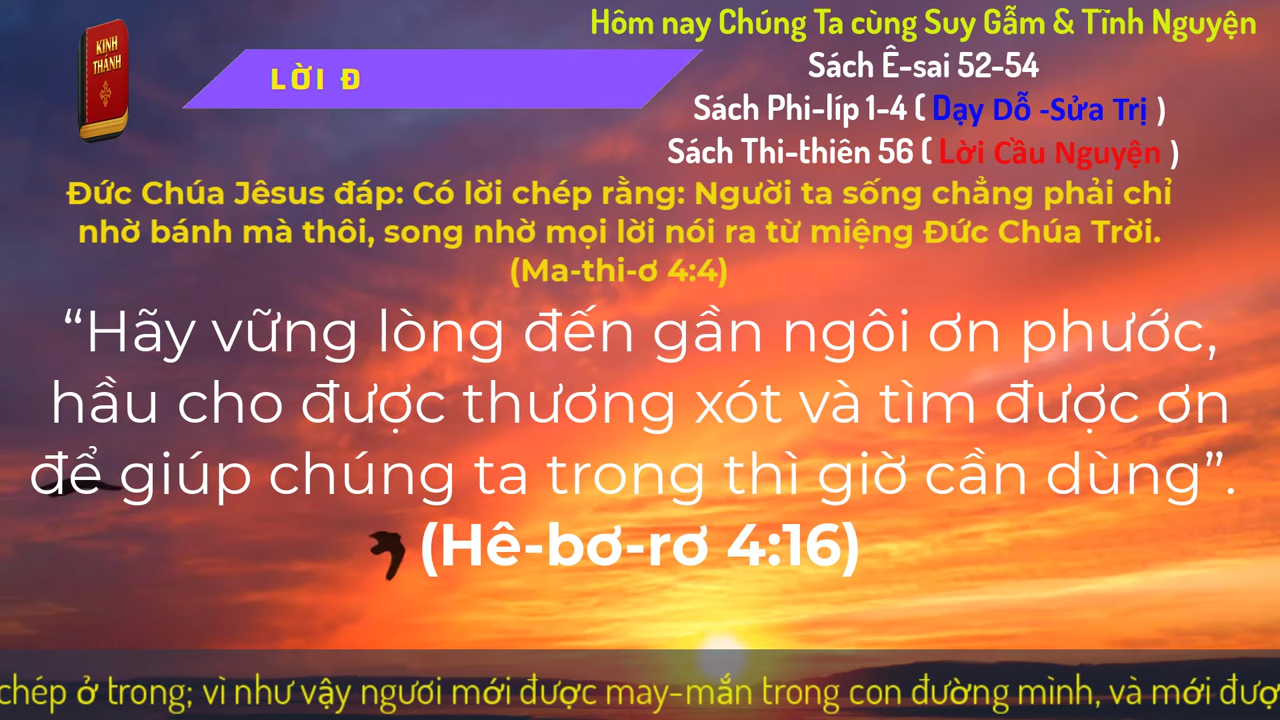 KINH
THÁNH
LỜI Đ
Hôm nay Chúng Ta cùng Suy Gẫm & Tĩnh Nguyện
Sách Ê-sai 52-54
Sách Phi-líp 1-4 ( Dạy Dỗ -Sửa Trị )
Sách Thi-thiên 56 ( Lời Cầu Nguyện )
Đức Chúa Jêsus đáp: Có lời chép rằng: Người ta sống chẳng phải chỉ
nhờ bánh mà thôi, song nhờ mọi lời nói ra từ miệng Đức Chúa Trời.
(Ma-thi-ơ 4:4)
“Hãy vững lòng đến gần ngôi ơn phước,
hầu cho được thương xót và tìm được ơn
để giúp chúng ta trong thì giờ cần dùng”.
(Hê-bơ-rơ 4:16)
chép ở trong; vì như vậy ngươi mới được may-mắn trong con đường mình, và mới đượ